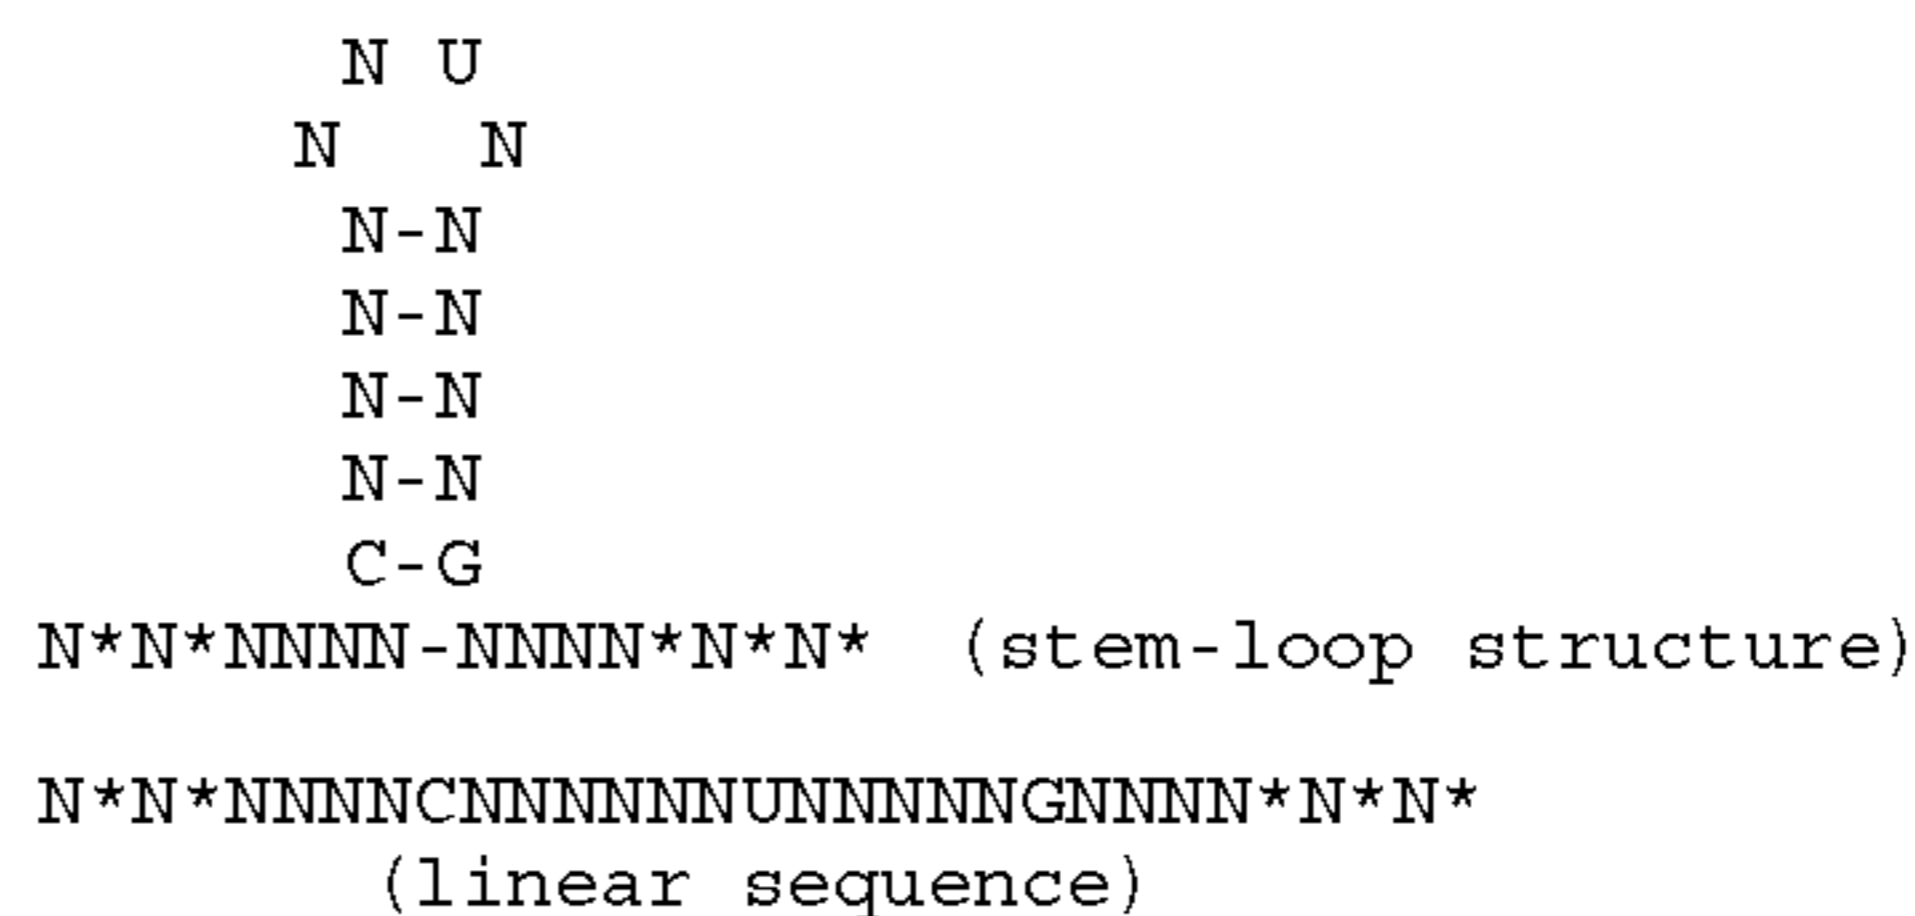 N U
N N
N-N
N-N
N-N
N-N
C-G
N*N*NNNN-NNNN*N*N* (stem-loop structure)
N*N*NNNNCNNNNNNUNNNNNGNNNN*N*N*
(linear sequence)